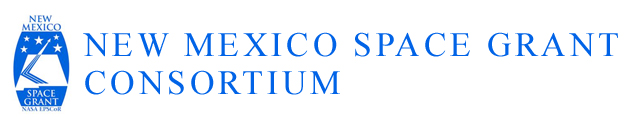 NEW
MEXICO
SPACE
GRANT
NASA EPSCoR
NEW MEXICO SPACE GRANT
CONSORTIUM